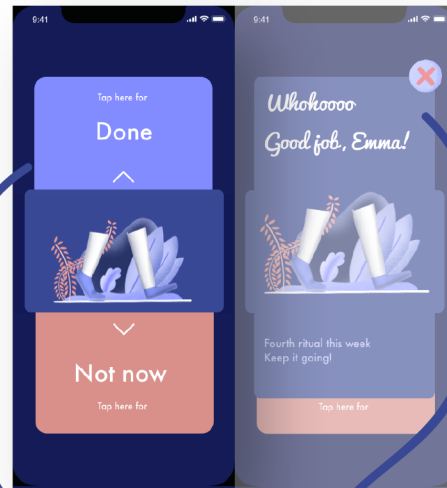 9:41
Tap here for
Done
Not now
Tap here for
9:41
Whohoooo
Good job, Emma!
Fourth ritual this week
Keep it going!
Tap here for